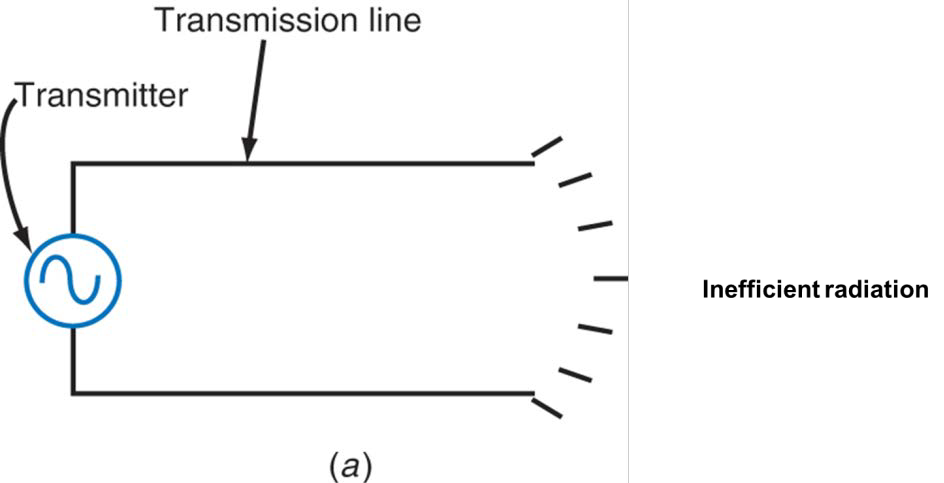 Transmission line
Transmitter
Inefficient radiation
(a)